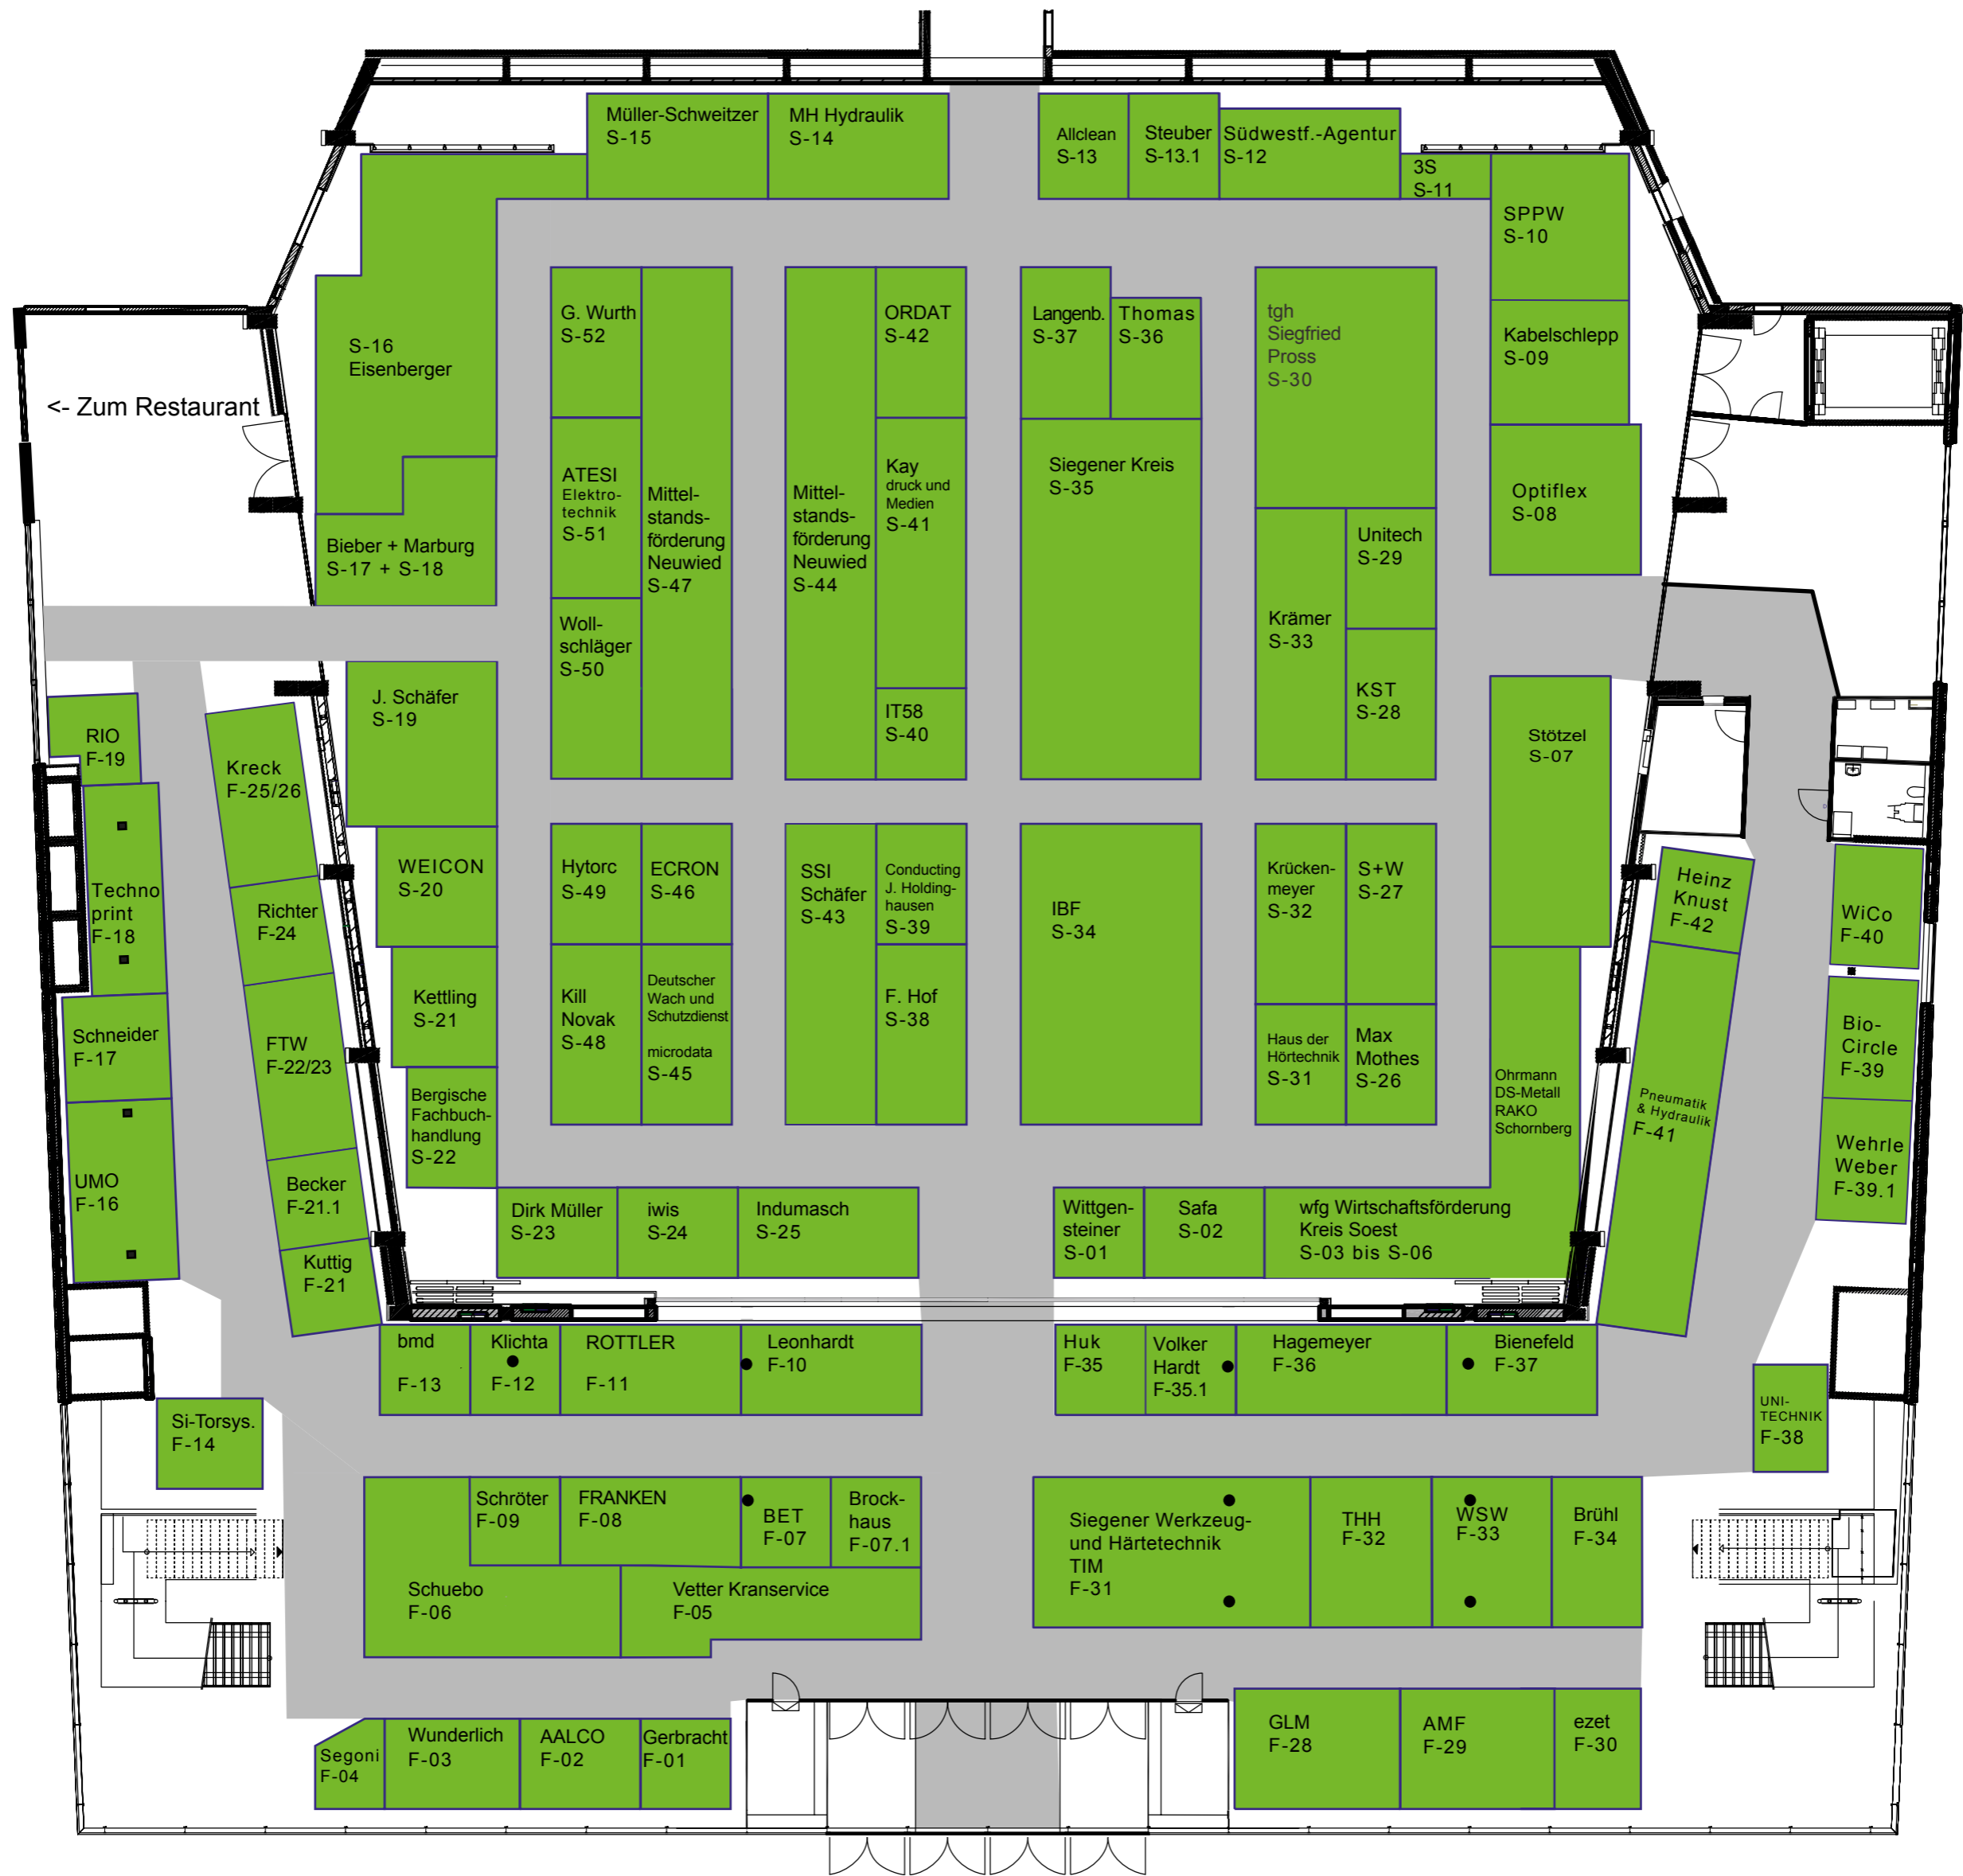 Müller-Schweitzer
S-15
MH Hydraulik
S-14
Allclean
S-13
Steuber
S-13.1
Südwestf.-Agentur
S-12
3S
S-11
SPPW
S-10
Kabelschlepp
S-09
Optiflex
S-08
<- Zum Restaurant
S-16
Eisenberger
Bieber + Marburg
S-17 + S-18
G. Wurth
S-52
ATESI
Elektro-
technik
S-51
Woll-
schläger
S-50
Mittel-
stands-
förderung
Neuwied
S-47
Mittel-
stands-
förderung
Neuwied
S-44
ORDAT
S-42
Kay
druck und
Medien
S-41
IT58
S-40
Langenb.
S-37
Thomas
S-36
Siegener Kreis
S-35
tgh
Siegfried
Pross
S-30
Unitech
S-29
Krämer
S-33
KST
S-28
Stötzel
S-07
RIO
F-19
Kreck
F-25/26
J. Schäfer
S-19
WEICON
S-20
Techno
print
F-18
Richter
F-24
Kettling
S-21
Schneider
F-17
FTW
F-22/23
Bergische
Fachbuch-
handlung
S-22
UMO
F-16
Becker
F-21.1
Kuttig
F-21
Hytorc
S-49
ECRON
S-46
Kill
Novak
S-48
Deutscher
Wach und
Schutzdienst
microdata
S-45
SSI
Schäfer
S-43
Conducting
J. Holding-
hausen
S-39
F. Hof
S-38
IBF
S-34
Krücken-
meyer
S-32
S+W
S-27
Haus der
Hörtechnik
S-31
Max
Mothes
S-26
Ohrmann
DS-Metall
RAKO
Schornberg
Heinz
Knust
F-42
Pneumatik
& Hydraulik
F-41
WiCo
F-40
Bio-
Circle
F-39
Wehrle
Weber
F-39.1
Dirk Müller
S-23
iwis
S-24
Indumasch
S-25
Wittgen-
steiner
S-01
Safa
S-02
wfg Wirtschaftsförderung
Kreis Soest
S-03 bis S-06
bmd
F-13
Klichta
F-12
ROTTLER
F-11
Leonhardt
F-10
Huk
F-35
Volker
Hardt
F-35.1
Hagemeyer
F-36
Bienefeld
F-37
UNI-
TECHNIK
F-38
Si-Torsys.
F-14
Schröter
F-09
FRANKEN
F-08
BET
F-07
Brock-
haus
F-07.1
Schuebo
F-06
Vetter Kranservice
F-05
Siegener Werkzeug-
und Härtetechnik
TIM
F-31
THH
F-32
WSW
F-33
Brühl
F-34
Segoni
F-04
Wunderlich
F-03
AALCO
F-02
Gerbracht
F-01
GLM
F-28
AMF
F-29
ezet
F-30